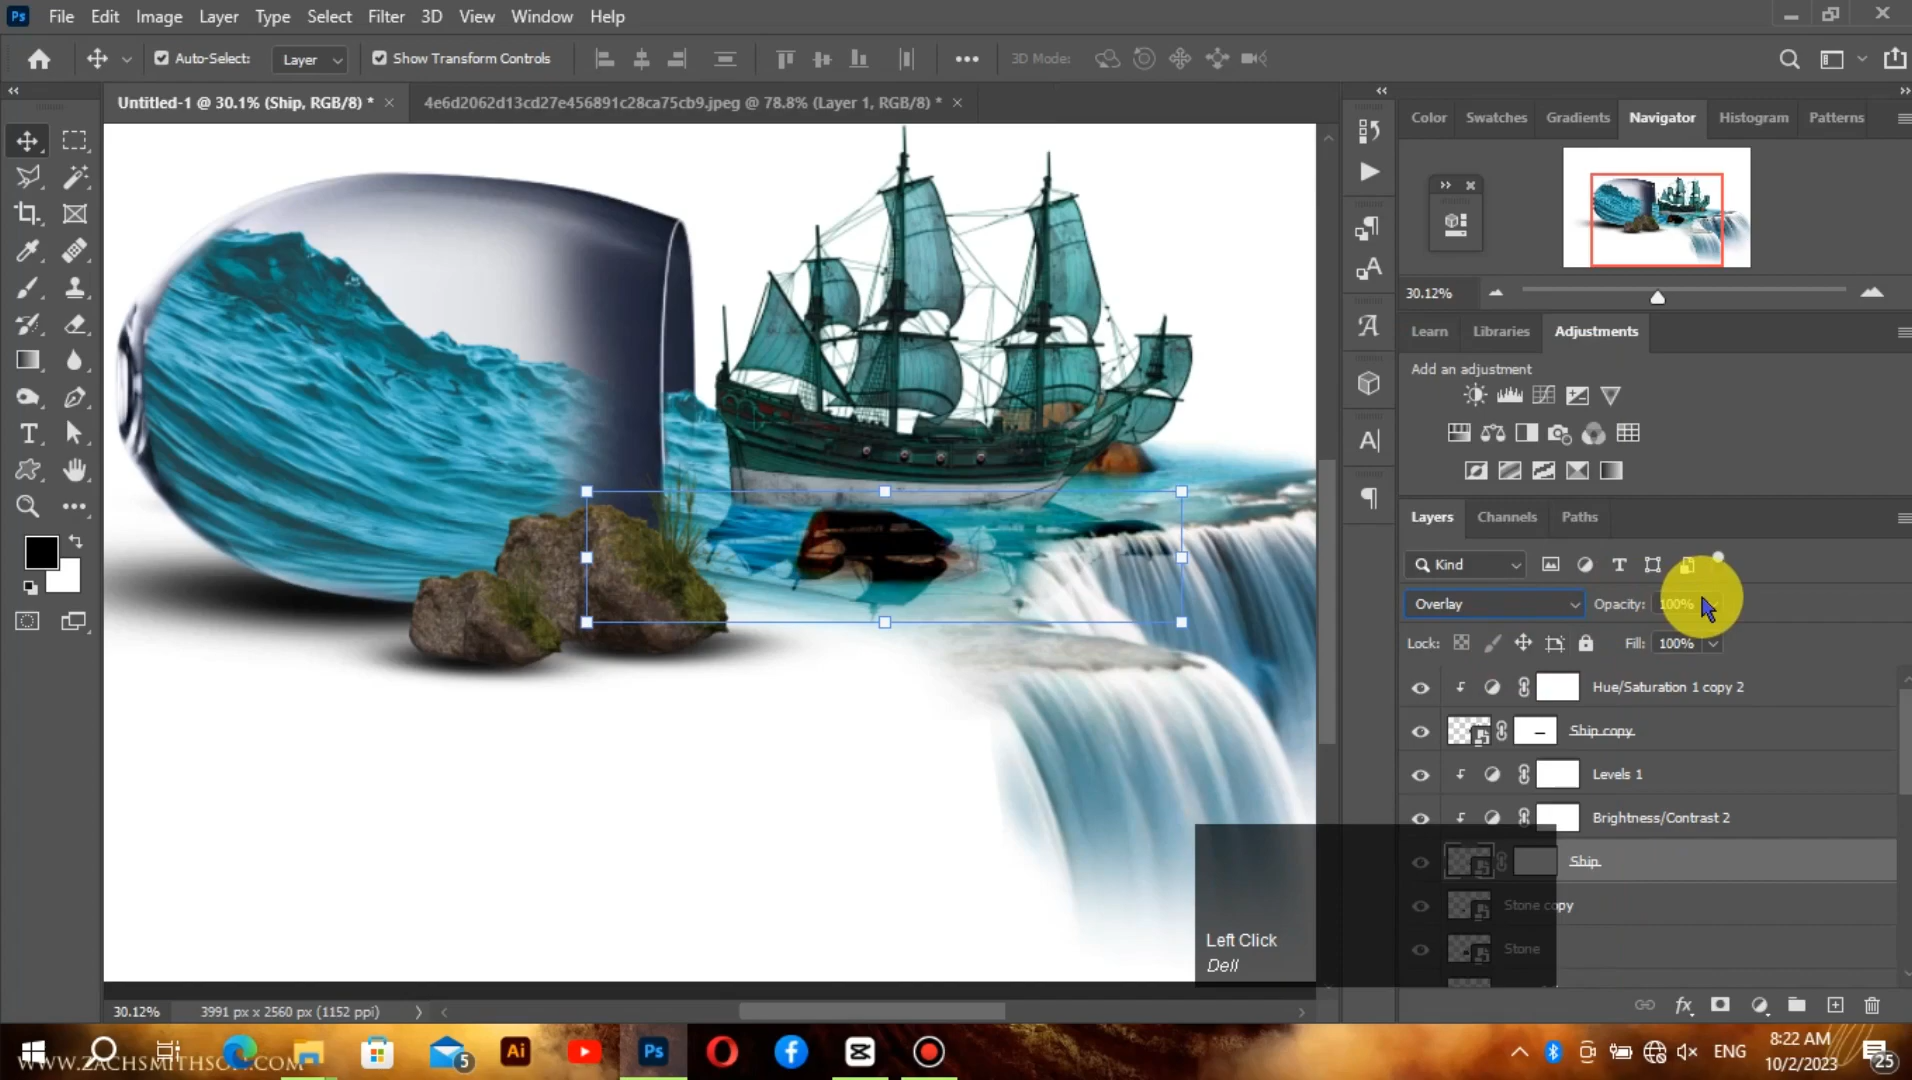 Ps File Edit Image Layer Type Select Filter 3D View Window Help
Auto-Select: Layer Show Transform Controls 3D Mode:
Untitled-1 @ 30.1% (Ship, RGB/8) * 4e6d2062d13cd27e456891c28ca75cb9.jpeg @ 78.8% (Layer 1, RGB/8) *
Color Swatches Gradients Navigator Histogram Patterns
30.12%
Learn Libraries Adjustments
Add an adjustment
Layers Channels Paths
Kind
Overlay Opacity: 100%
Lock: Fill: 100%
Hue/Saturation 1 copy 2
Ship copy
Levels 1
Brightness/Contrast 2
Ship
Stone copy
Stone
Left Click
Dell
30.12% 3991 px x 2560 px (1152 ppi)
WWW.ZACHSMITHSON.COM
5 Ai Ps
ENG
8:22 AM
10/2/2023
25